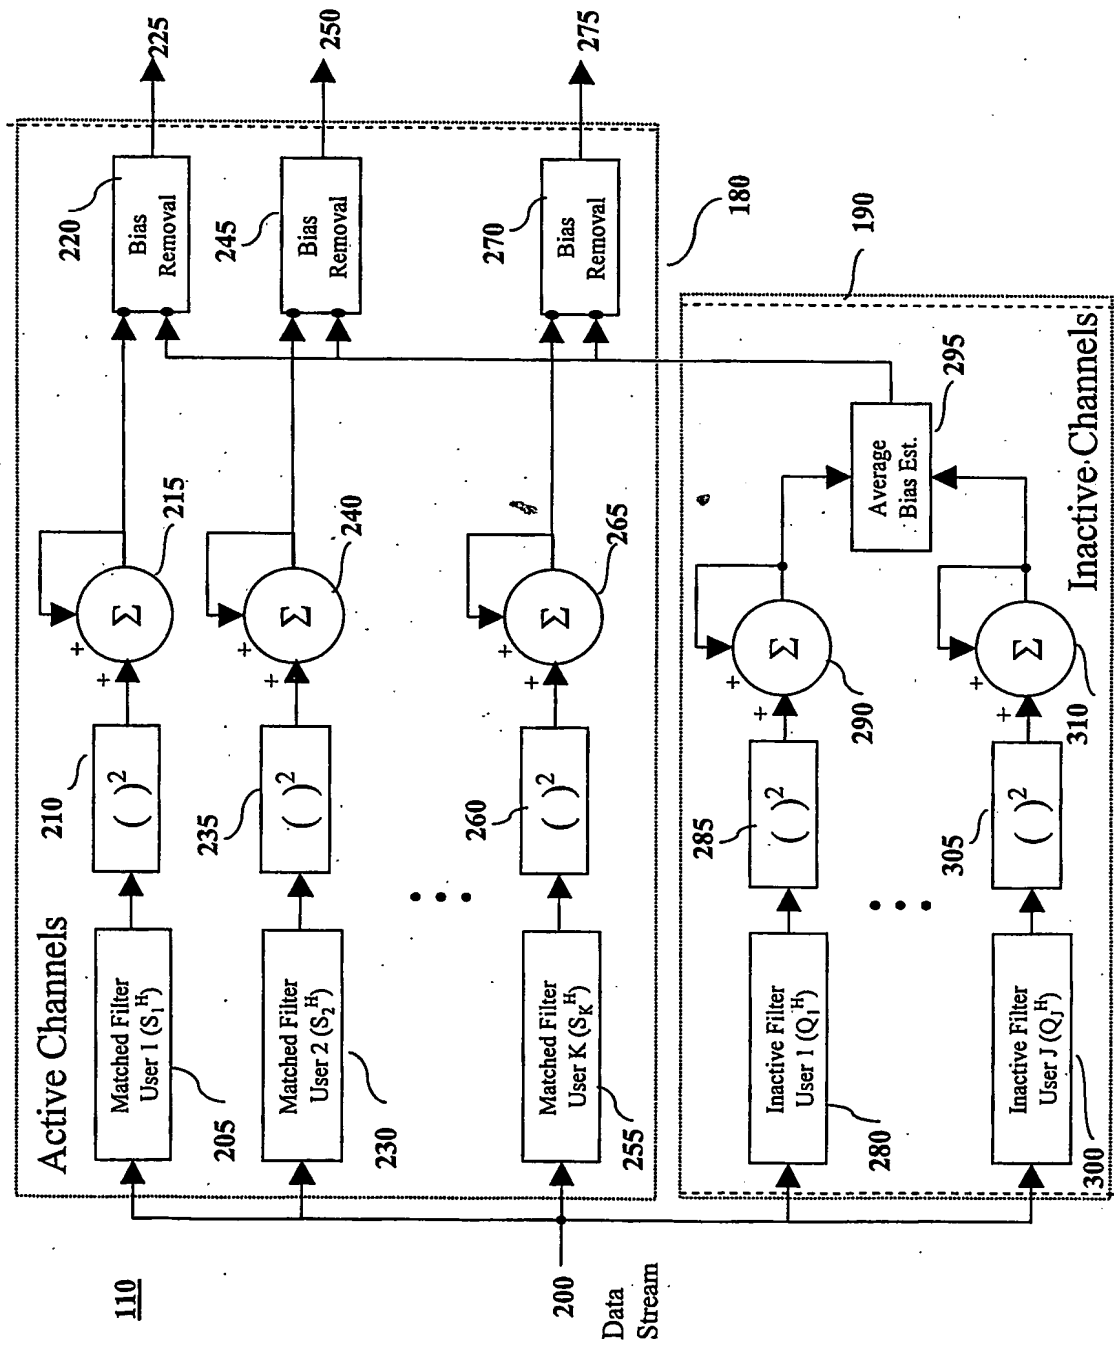 110
200
Data
Stream
Active Channels
Matched Filter
User 1 (S₁ᴴ)
205
210
( )²
+
+
Σ
215
220
Bias
Removal
225
Matched Filter
User 2 (S₂ᴴ)
230
235
( )²
+
+
Σ
240
245
Bias
Removal
250
• • •
Matched Filter
User K (S_Kᴴ)
255
260
( )²
+
+
Σ
265
270
Bias
Removal
275
180
190
Inactive Filter
User 1 (Q₁ᴴ)
280
285
( )²
+
+
Σ
290
Average
Bias Est.
295
• • •
Inactive Filter
User J (Q_Jᴴ)
300
305
( )²
+
+
Σ
310
Inactive Channels